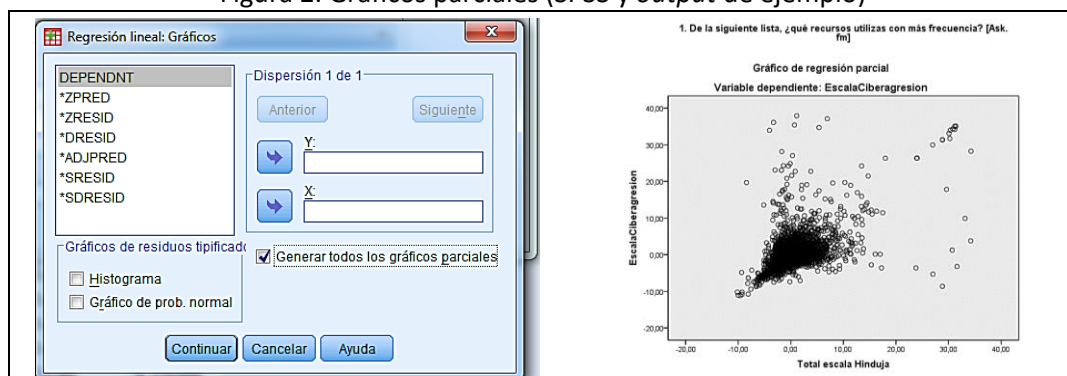 Figura 2. Gráficos parciales (SPSS y output de ejemplo)
Regresión lineal: Gráficos
DEPENDNT
*ZPRED
*ZRESID
*DRESID
*ADJPRED
*SRESID
*SDRESID
Dispersión 1 de 1
Anterior
Siguiente
Y:
X:
Gráficos de residuos tipificado
Histograma
Gráfico de prob. normal
Generar todos los gráficos parciales
Continuar
Cancelar
Ayuda
1. De la siguiente lista, ¿qué recursos utilizas con más frecuencia? [Ask.
fm]
Gráfico de regresión parcial
Variable dependiente: EscalaCiberagresion
EscalaCiberagresion
40,00
30,00
20,00
10,00
0,00
-10,00
-20,00
-20,00 -10,00 0,00 10,00 20,00 30,00 40,00
Total escala Hinduja